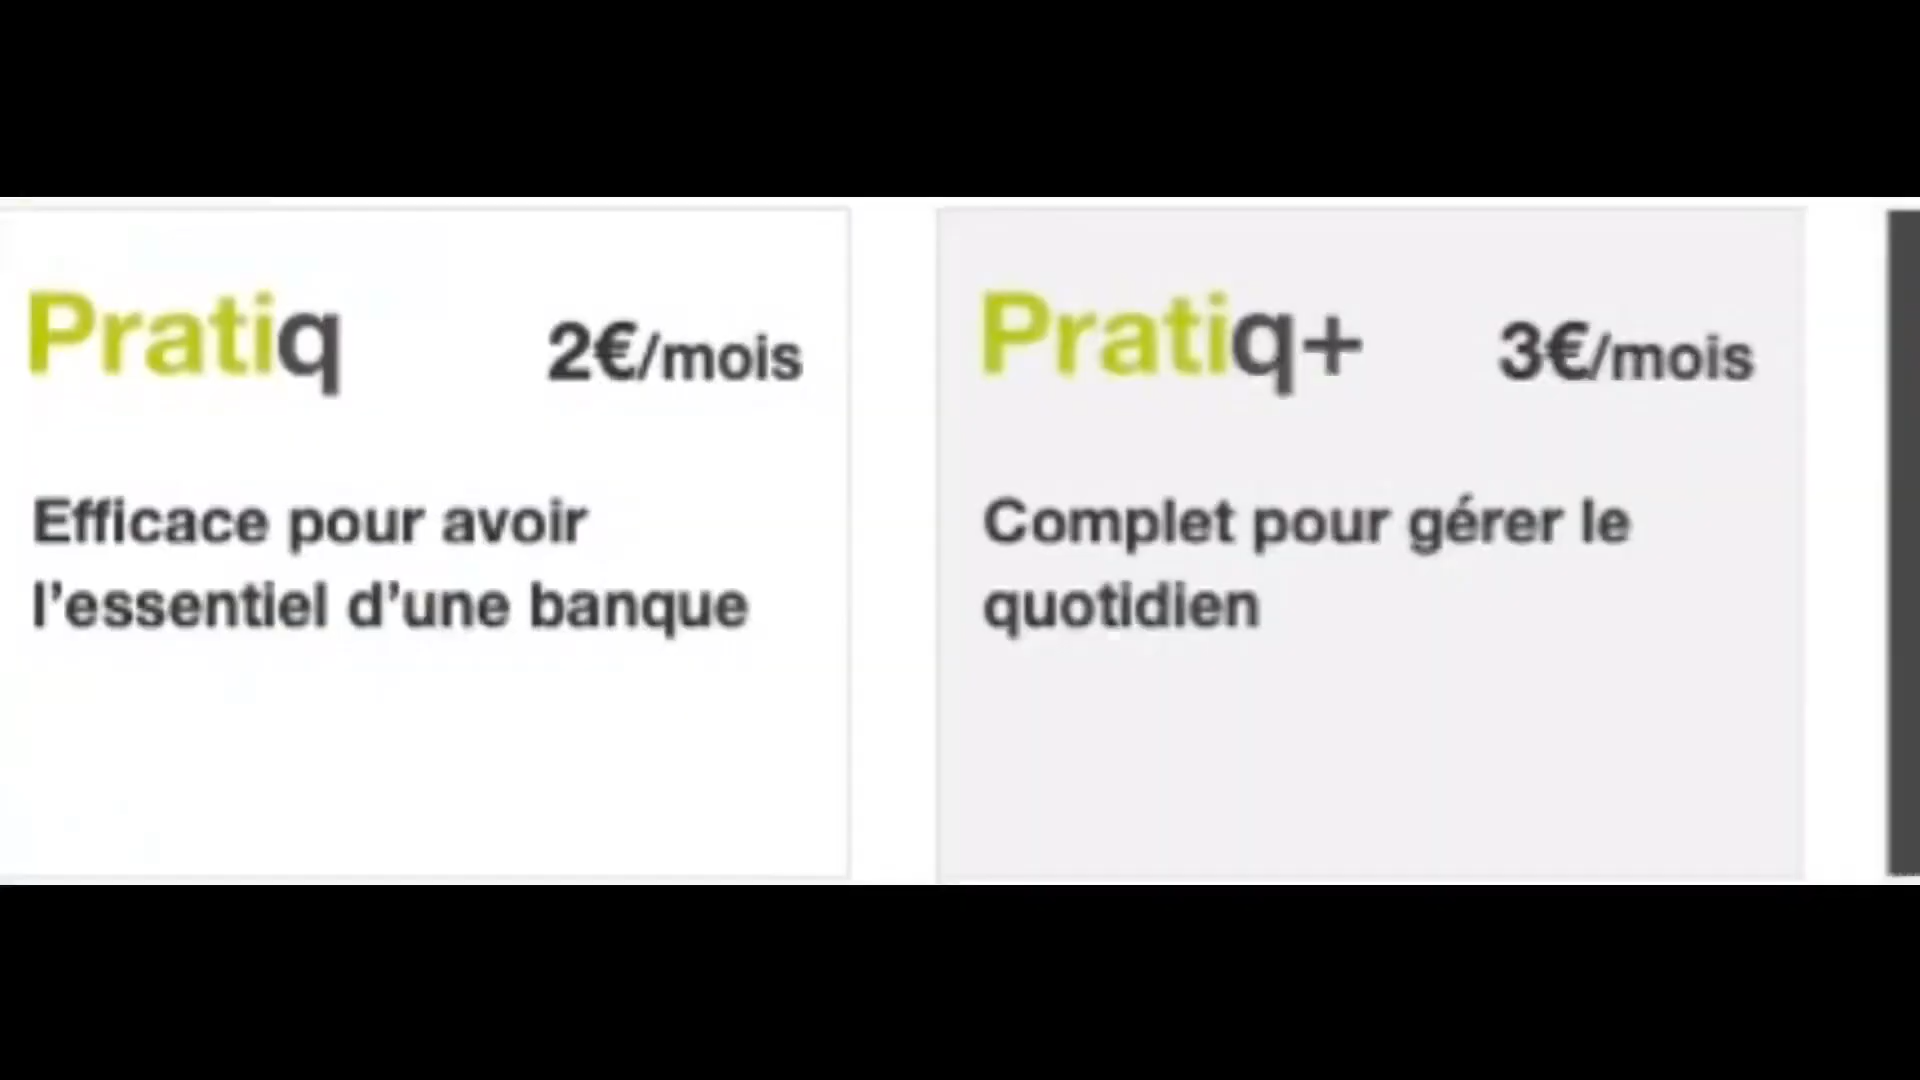 Pratiq 2€/mois
Efficace pour avoir
l’essentiel d’une banque
Pratiq+ 3€/mois
Complet pour gérer le
quotidien